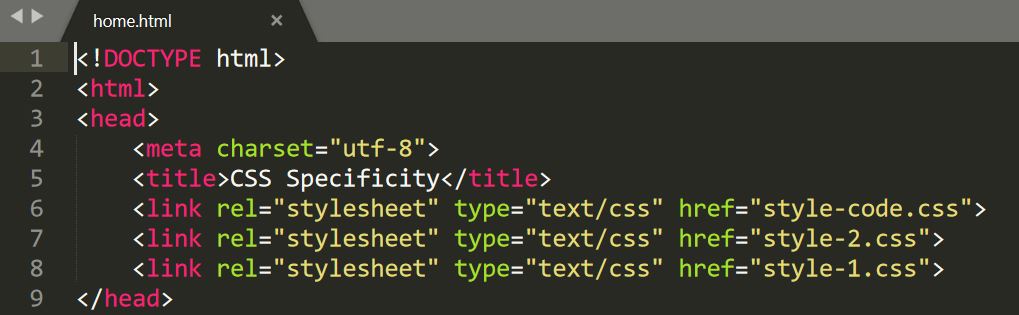 home.html ×
1 <!DOCTYPE html>
2 <html>
3 <head>
4     <meta charset="utf-8">
5     <title>CSS Specificity</title>
6     <link rel="stylesheet" type="text/css" href="style-code.css">
7     <link rel="stylesheet" type="text/css" href="style-2.css">
8     <link rel="stylesheet" type="text/css" href="style-1.css">
9 </head>